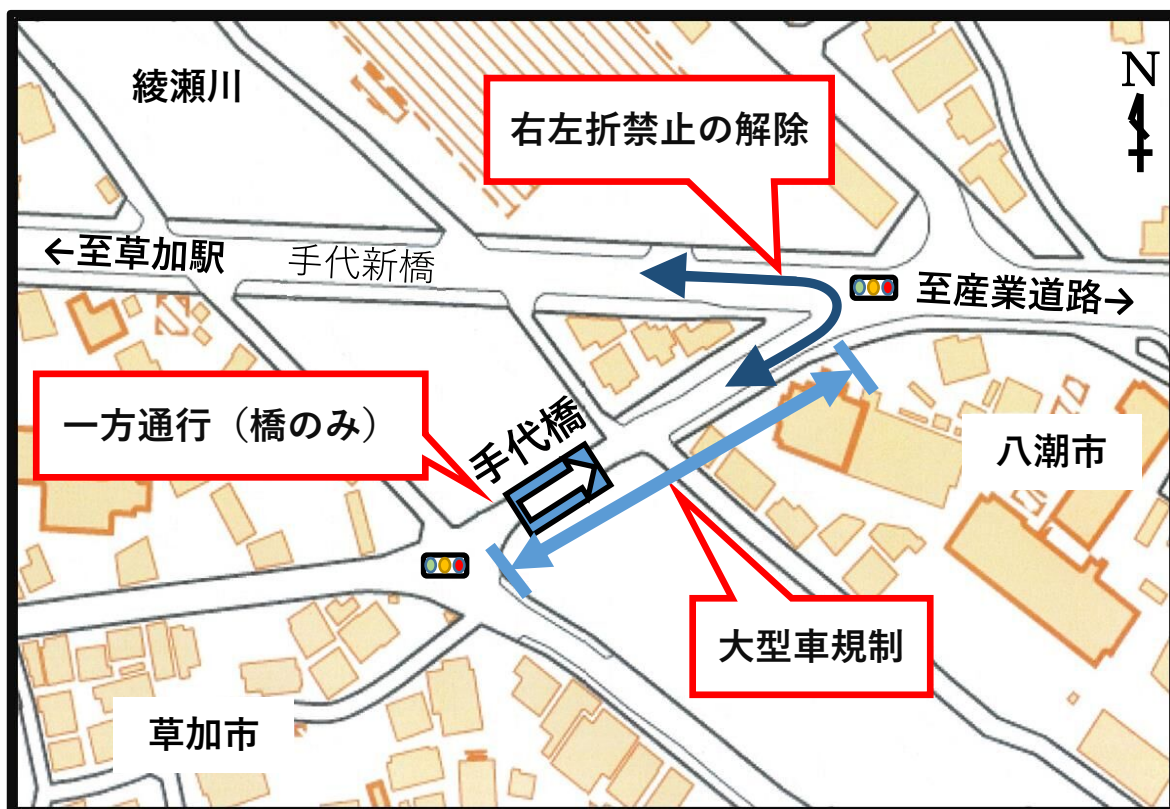 綾瀬川
N
右左折禁止の解除
←至草加駅
手代新橋
至産業道路→
一方通行（橋のみ）
手代橋
八潮市
大型車規制
草加市